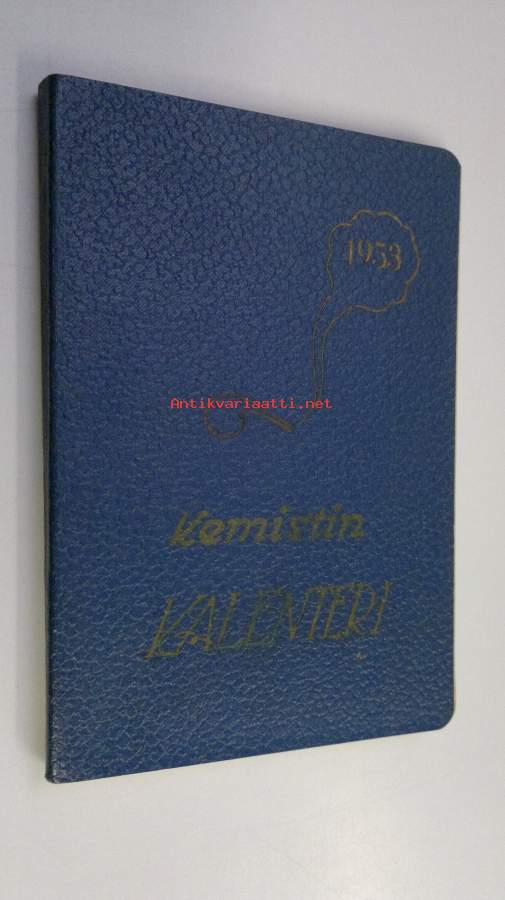 1953
Antikvariaatti.net
Kemistin
KALENTERI